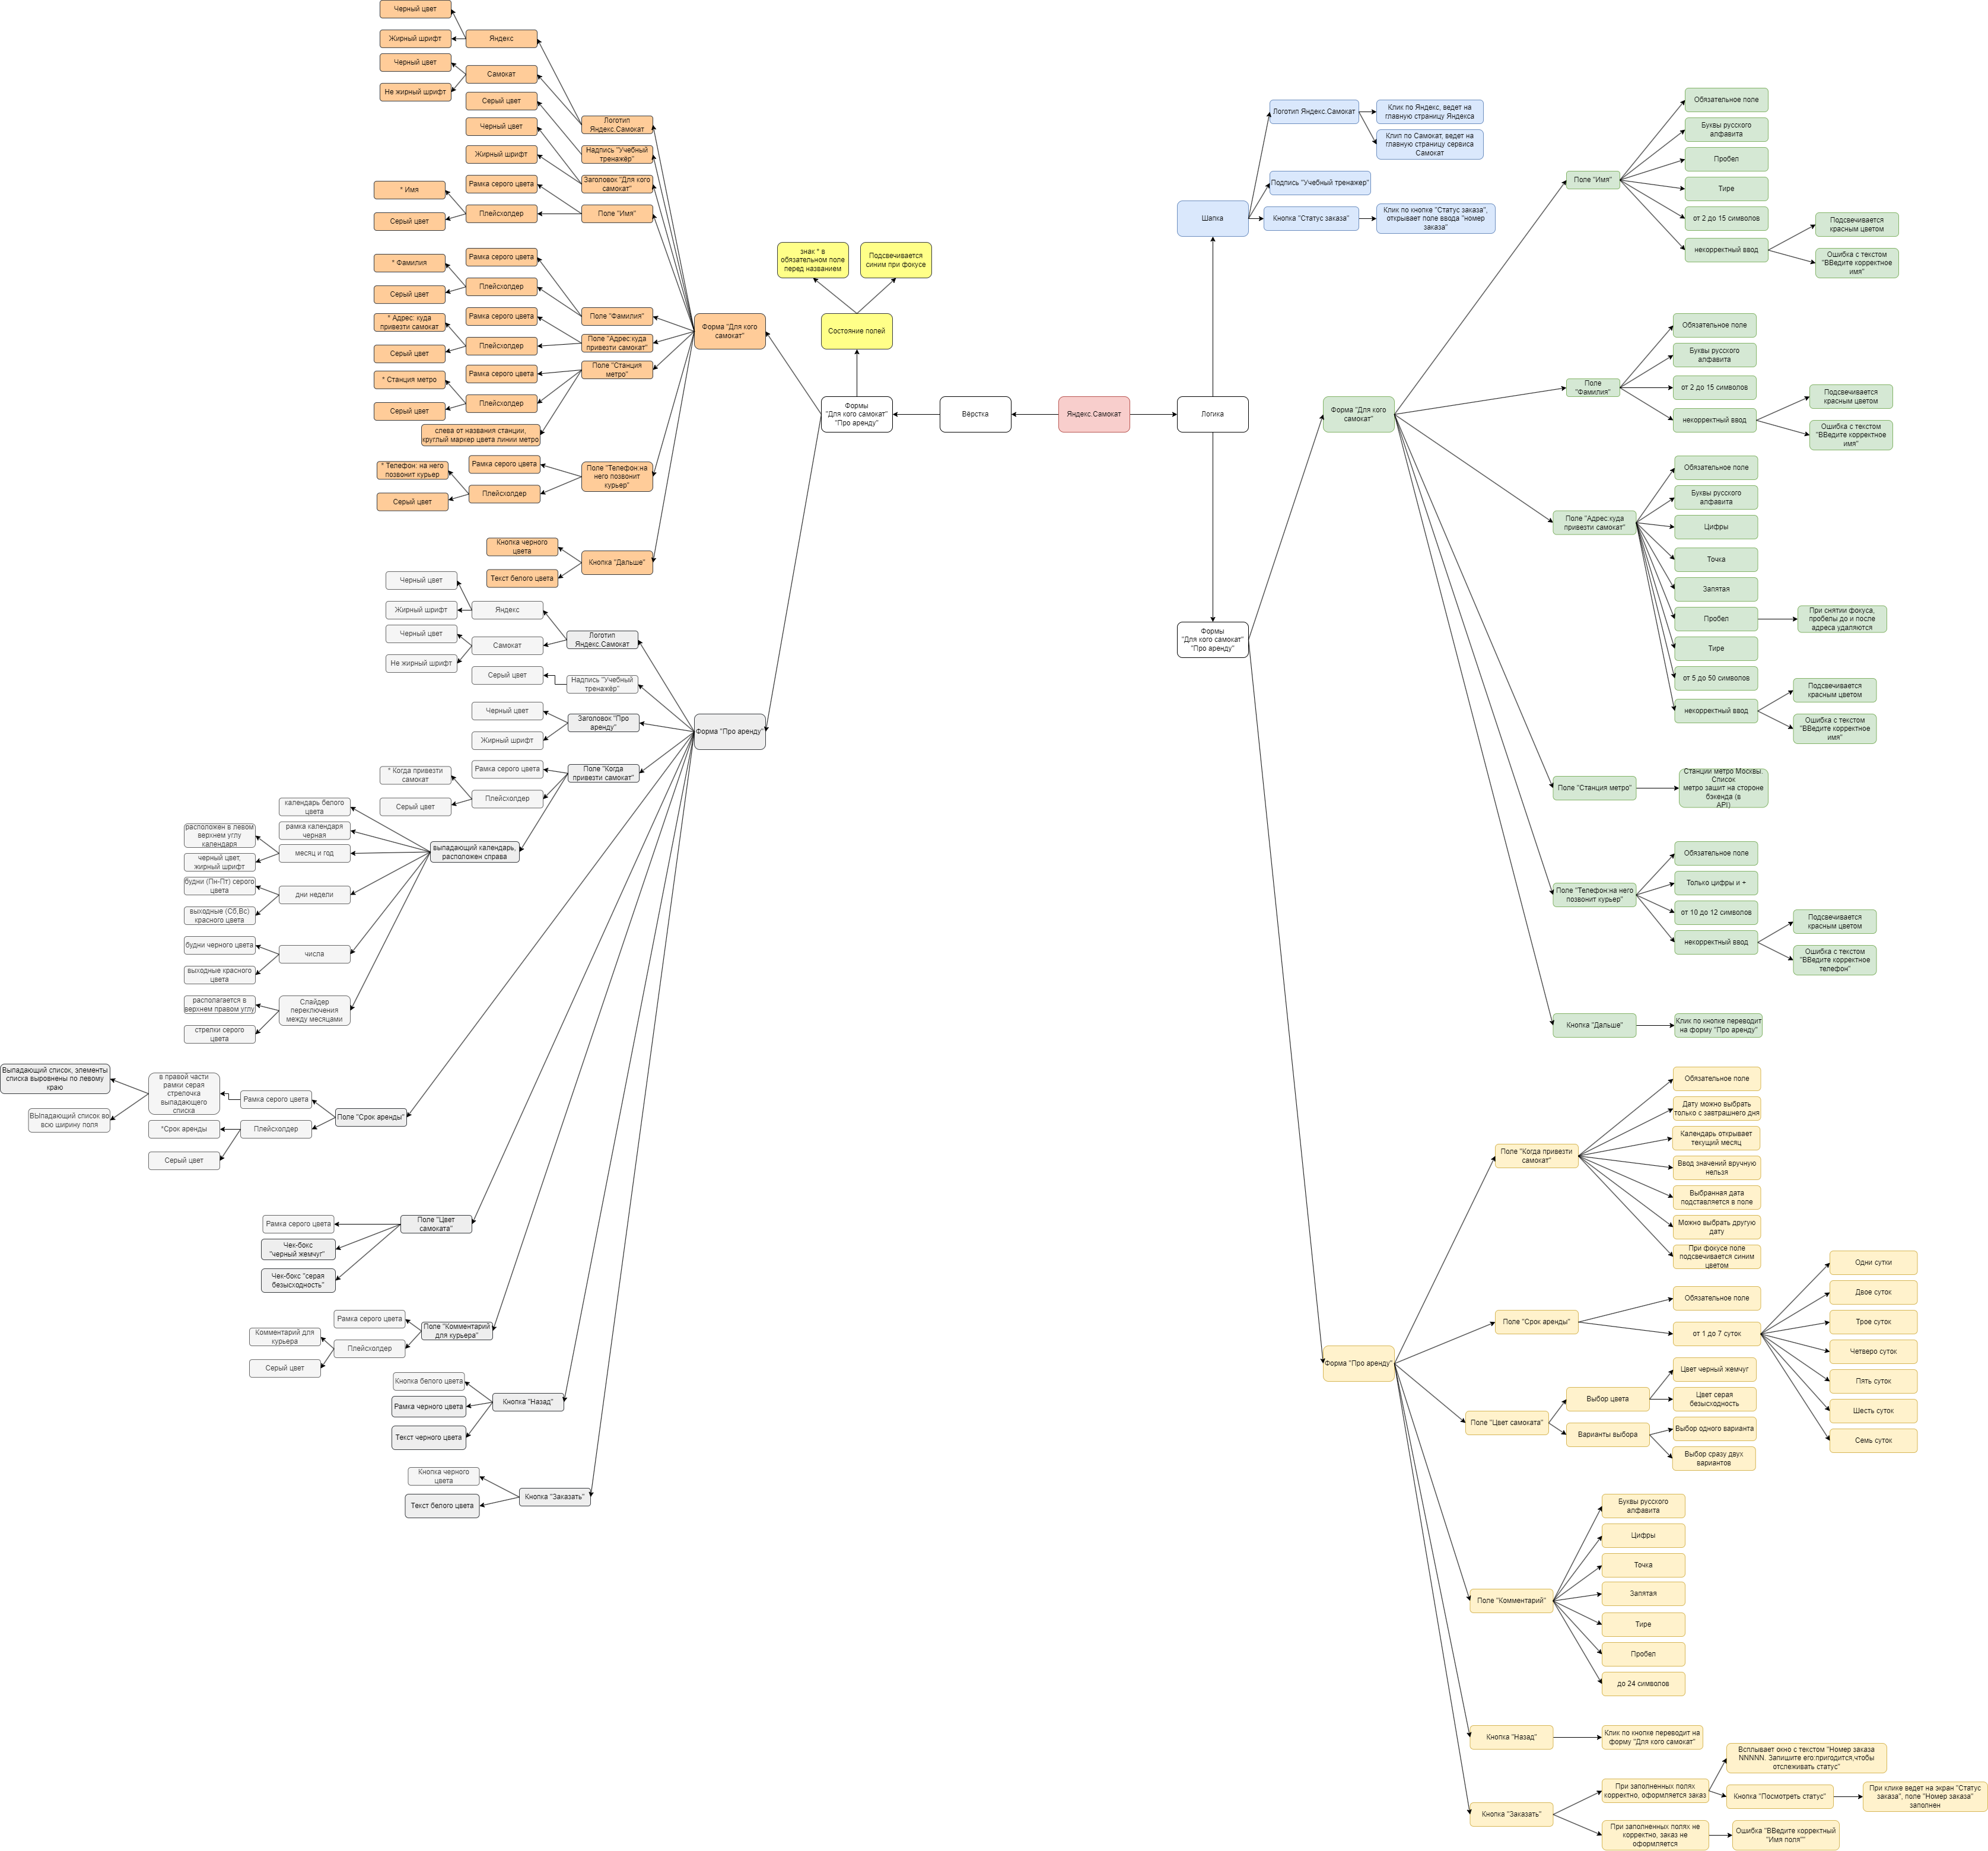 Черный цвет
Жирный шрифт
Яндекс
Черный цвет
Не жирный шрифт
Самокат
Серый цвет
Черный цвет
Жирный шрифт
Логотип
Яндекс.Самокат
Надпись "Учебный
тренажёр"
Заголовок "Для кого
самокат"
Рамка серого цвета
* Имя
Серый цвет
Плейсхолдер
Поле "Имя"
Рамка серого цвета
* Фамилия
Плейсхолдер
Серый цвет
Поле "Фамилия"
Рамка серого цвета
* Адрес: куда
привезти самокат
Плейсхолдер
Серый цвет
Поле "Адрес:куда
привезти самокат"
Поле "Станция
метро"
Рамка серого цвета
* Станция метро
Плейсхолдер
Серый цвет
слева от названия станции,
круглый маркер цвета линии метро
Рамка серого цвета
* Телефон: на него
позвонит курьер
Плейсхолдер
Серый цвет
Поле "Телефон:на
него позвонит
курьер"
Кнопка черного
цвета
Текст белого цвета
Кнопка "Дальше"
Форма "Для кого
самокат"
знак * в
обязательном поле
перед названием
Подсвечивается
синим при фокусе
Состояние полей
Формы
"Для кого самокат"
"Про аренду"
Вёрстка
Яндекс.Самокат
Логика
Черный цвет
Жирный шрифт
Яндекс
Черный цвет
Не жирный шрифт
Самокат
Логотип
Яндекс.Самокат
Серый цвет
Надпись "Учебный
тренажёр"
Черный цвет
Жирный шрифт
Заголовок "Про
аренду"
Форма "Про аренду"
Рамка серого цвета
* Когда привезти
самокат
Плейсхолдер
Серый цвет
Поле "Когда
привезти самокат"
календарь белого
цвета
рамка календаря
черная
расположен в левом
верхнем углу
календаря
черный цвет,
жирный шрифт
месяц и год
выпадающий календарь,
расположен справа
будни (Пн-Пт) серого
цвета
выходные (Сб,Вс)
красного цвета
дни недели
будни черного цвета
выходные красного
цвета
числа
располагается в
верхнем правом углу
стрелки серого
цвета
Слайдер
переключения
между месяцами
Выпадающий список, элементы
списка выровнены по левому
краю
ВЫпадающий список во
всю ширину поля
в правой части
рамки серая
стрелочка
выпадающего
списка
Рамка серого цвета
*Срок аренды
Плейсхолдер
Серый цвет
Поле "Срок аренды"
Рамка серого цвета
Чек-бокс
"черный жемчуг"
Чек-бокс "серая
безысходность"
Поле "Цвет
самоката"
Рамка серого цвета
Комментарий для
курьера
Плейсхолдер
Серый цвет
Поле "Комментарий
для курьера"
Кнопка белого цвета
Рамка черного цвета
Текст черного цвета
Кнопка "Назад"
Кнопка черного
цвета
Текст белого цвета
Кнопка "Заказать"
Шапка
Логотип Яндекс.Самокат
Клик по Яндекс, ведет на
главную страницу Яндекса
Клип по Самокат, ведет на
главную страницу сервиса
Самокат
Подпись "Учебный тренажер"
Кнопка "Статус заказа"
Клик по кнопке "Статус заказа",
открывает поле ввода "номер
заказа"
Формы
"Для кого самокат"
"Про аренду"
Форма "Для кого
самокат"
Поле "Имя"
Обязательное поле
Буквы русского
алфавита
Пробел
Тире
от 2 до 15 символов
некорректный ввод
Подсвечивается
красным цветом
Ошибка с текстом
"ВВедите корректное
имя"
Поле
"Фамилия"
Обязательное поле
Буквы русского
алфавита
от 2 до 15 символов
некорректный ввод
Подсвечивается
красным цветом
Ошибка с текстом
"ВВедите корректное
имя"
Поле "Адрес:куда
привезти самокат"
Обязательное поле
Буквы русского
алфавита
Цифры
Точка
Запятая
Пробел
При снятии фокуса,
пробелы до и после
адреса удаляются
Тире
от 5 до 50 символов
некорректный ввод
Подсвечивается
красным цветом
Ошибка с текстом
"ВВедите корректное
имя"
Поле "Станция метро"
Станции метро Москвы.
Список
метро зашит на стороне
бэкенда (в
API)
Поле "Телефон:на него
позвонит курьер"
Обязательное поле
Только цифры и +
от 10 до 12 символов
некорректный ввод
Подсвечивается
красным цветом
Ошибка с текстом
"ВВедите корректное
телефон"
Кнопка "Дальше"
Клик по кнопке переводит
на форму "Про аренду"
Форма "Про аренду"
Поле "Когда привезти
самокат"
Обязательное поле
Дату можно выбрать
только с завтрашнего дня
Календарь открывает
текущий месяц
Ввод значений вручную
нельзя
Выбранная дата
подставляется в поле
Можно выбрать другую
дату
При фокусе поле
подсвечивается синим
цветом
Поле "Срок аренды"
Обязательное поле
от 1 до 7 суток
Одни сутки
Двое суток
Трое суток
Четверо суток
Пять суток
Шесть суток
Семь суток
Поле "Цвет самоката"
Выбор цвета
Цвет черный жемчуг
Цвет серая
безысходность
Варианты выбора
Выбор одного варианта
Выбор сразу двух
вариантов
Поле "Комментарий"
Буквы русского
алфавита
Цифры
Точка
Запятая
Тире
Пробел
до 24 символов
Кнопка "Назад"
Клик по кнопке переводит на
форму "Для кого самокат"
Кнопка "Заказать"
При заполненных полях
корректно, оформляется заказ
Всплывает окно с текстом "Номер заказа
NNNNN. Запишите его:пригодится,чтобы
отслеживать статус"
Кнопка "Посмотреть статус"
При клике ведет на экран "Статус
заказа", поле "Номер заказа"
заполнен
При заполненных полях не
корректно, заказ не
оформляется
Ошибка "ВВедите корректный
"Имя поля""